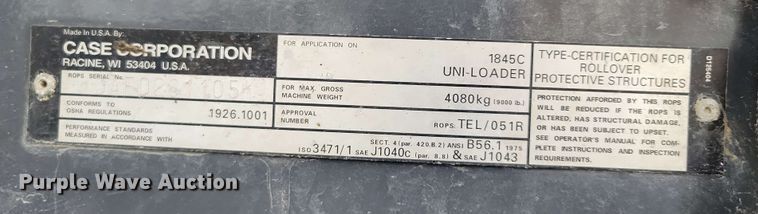 Made in U.S.A. By:
CASE CORPORATION
RACINE, WI 53404 U.S.A.
ROPS SERIAL No.
CONFORMS TO
OSHA REGULATIONS 1926.1001
PERFORMANCE STANDARDS
MEASURED IN ACCORDANCE WITH
FOR APPLICATION ON 1845C
UNI-LOADER
FOR MAX. GROSS
MACHINE WEIGHT 4080kg (9000 lb.)
APPROVAL
NUMBER ROPS: TEL/051R
SECT. 4 (par. 420.B.2) ANSI B56.1 1975
ISO 3471/1 SAE J1040c (par. 8.8) & SAE J1043
TYPE-CERTIFICATION FOR
ROLLOVER
PROTECTIVE STRUCTURES
PROTECTION AFFORDED BY THIS ROPS
WILL BE REDUCED IF THE ROPS IS
ALTERED, HAS STRUCTURAL DAMAGE,
OR HAS BEEN SUBJECT TO UPSET.
SEE OPERATOR'S MANUAL FOR COM-
PLETE INSTRUCTIONS AND INSPECTION
REQUIREMENTS.
D126404
Purple Wave Auction